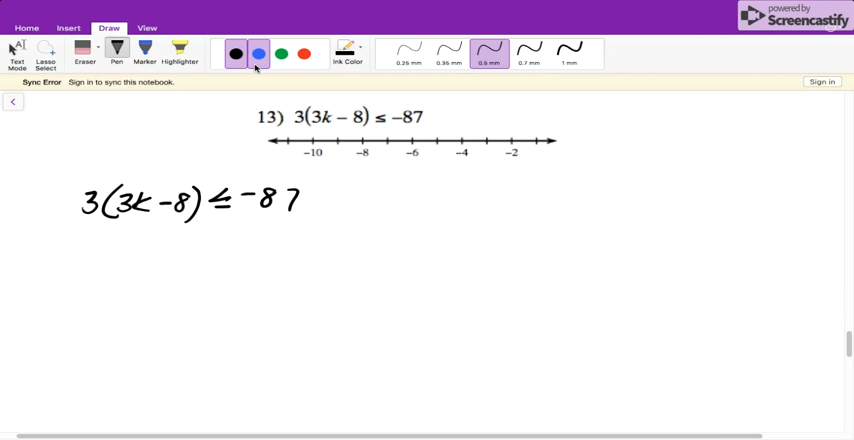 powered by
Screencastify
Home Insert Draw View
Text Mode
Lasso Select
Eraser
Pen
Marker
Highlighter
Ink Color
0.25 mm
0.35 mm
0.5 mm
0.7 mm
1 mm
Sync Error Sign in to sync this notebook.
Sign in
13) 3(3k – 8) ≤ –87
–10 –8 –6 –4 –2
3(3k -8) ≤ -87